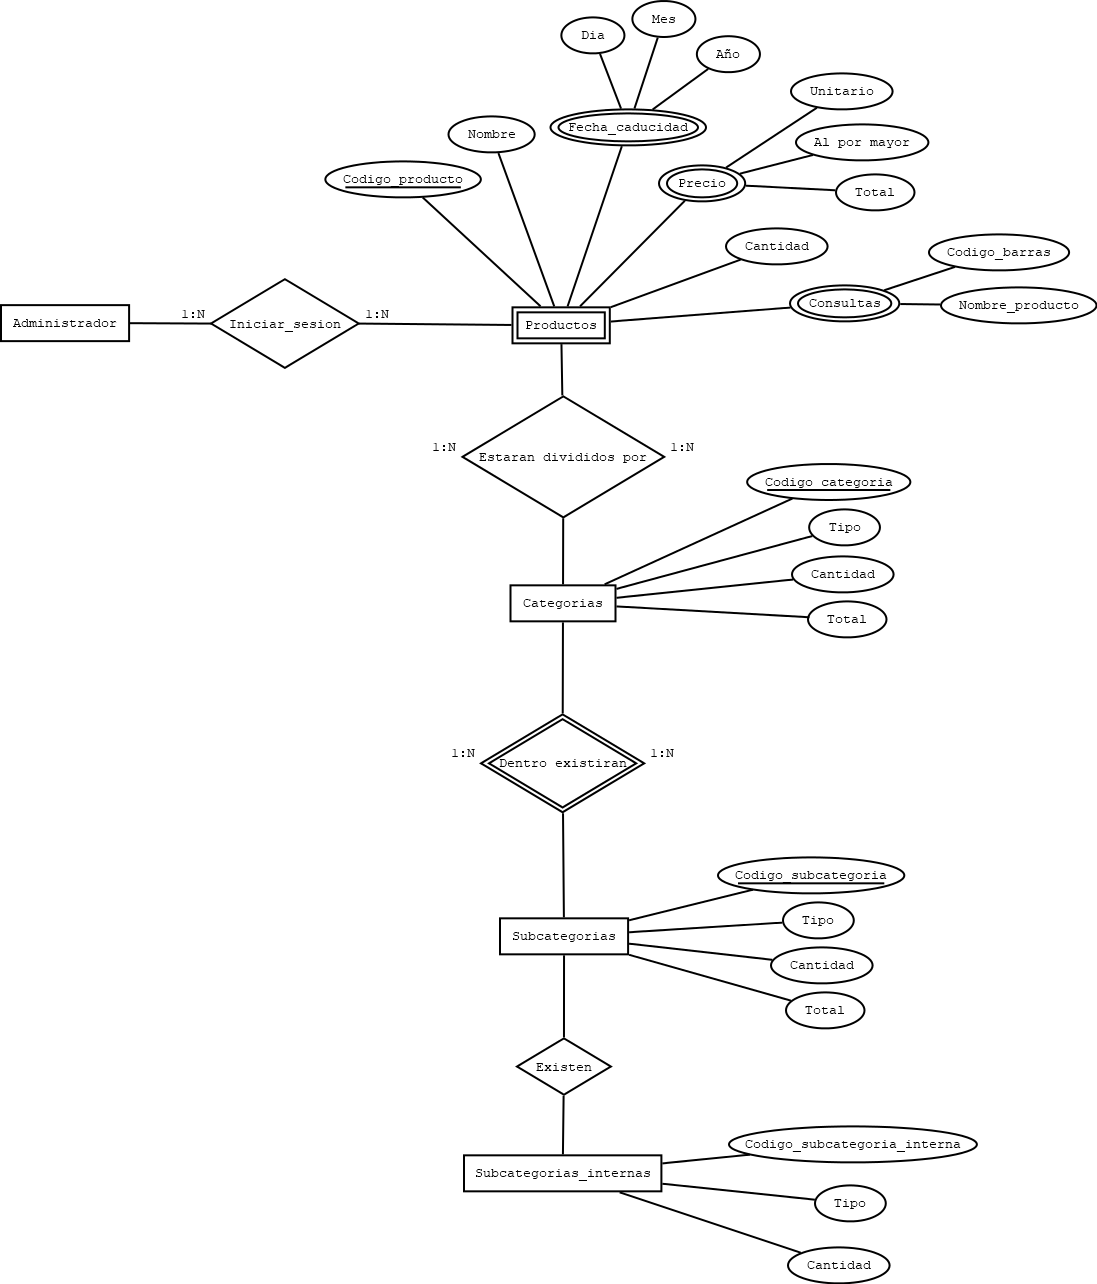 Mes
Dia
Año
Unitario
Fecha_caducidad
Nombre
Al por mayor
Codigo_producto
Precio
Total
Cantidad
Codigo_barras
Consultas
Nombre_producto
1:N
1:N
Administrador
Iniciar_sesion
Productos
1:N
1:N
Estaran divididos por
Codigo categoria
Tipo
Cantidad
Categorias
Total
1:N
1:N
Dentro existiran
Codigo_subcategoria
Tipo
Subcategorias
Cantidad
Total
Existen
Codigo_subcategoria_interna
Subcategorias_internas
Tipo
Cantidad